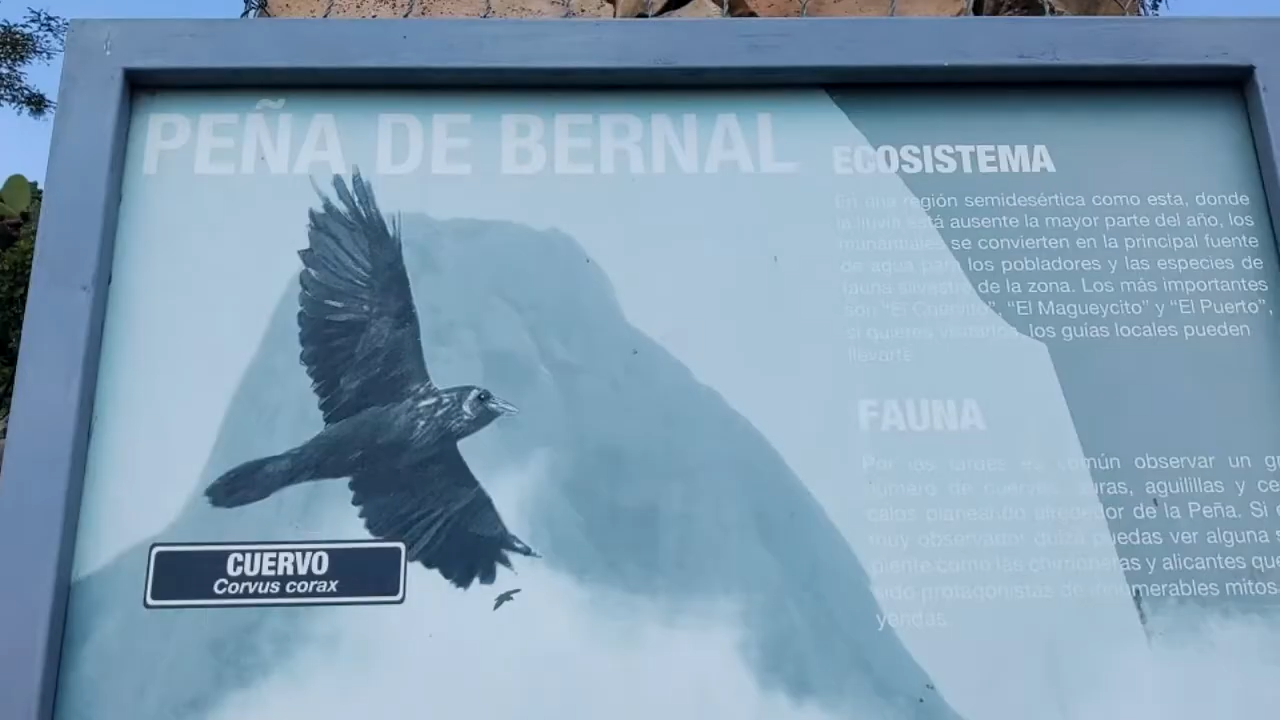 PEÑA DE BERNAL
CUERVO
Corvus corax
ECOSISTEMA
En una región semidesértica como esta, donde
la lluvia está ausente la mayor parte del año, los
manantiales se convierten en la principal fuente
de agua para los pobladores y las especies de
fauna silvestre de la zona. Los más importantes
son “El Cuervito”, “El Magueycito” y “El Puerto”,
si quieres visitarlos, los guías locales pueden
llevarte.
FAUNA
Por las tardes es común observar un gr
número de cuervos, auras, aguilillas y ce
calos planeando alrededor de la Peña. Si e
muy observador quizá puedas ver alguna s
piente como las chirrioneras y alicantes que
sido protagonistas de innumerables mitos
yendas.